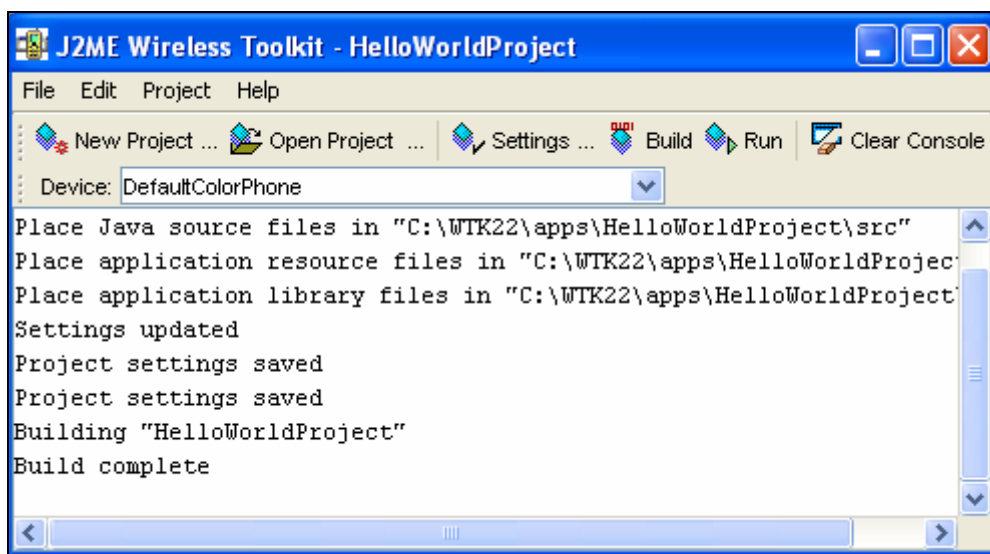 J2ME Wireless Toolkit - HelloWorldProject
File Edit Project Help
New Project ... Open Project ... Settings ... Build Run Clear Console
Device: DefaultColorPhone
Place Java source files in "C:\WTK22\apps\HelloWorldProject\src"
Place application resource files in "C:\WTK22\apps\HelloWorldProjec
Place application library files in "C:\WTK22\apps\HelloWorldProject\
Settings updated
Project settings saved
Project settings saved
Building "HelloWorldProject"
Build complete